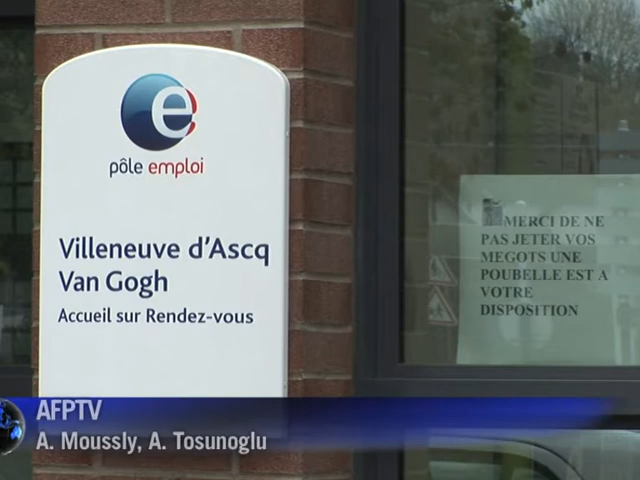 e
pôle emploi
Villeneuve d'Ascq
Van Gogh
Accueil sur Rendez-vous
MERCI DE NE
PAS JETER VOS
MEGOTS UNE
POUBELLE EST A
VOTRE
DISPOSITION
AFPTV
A. Moussly, A. Tosunoglu